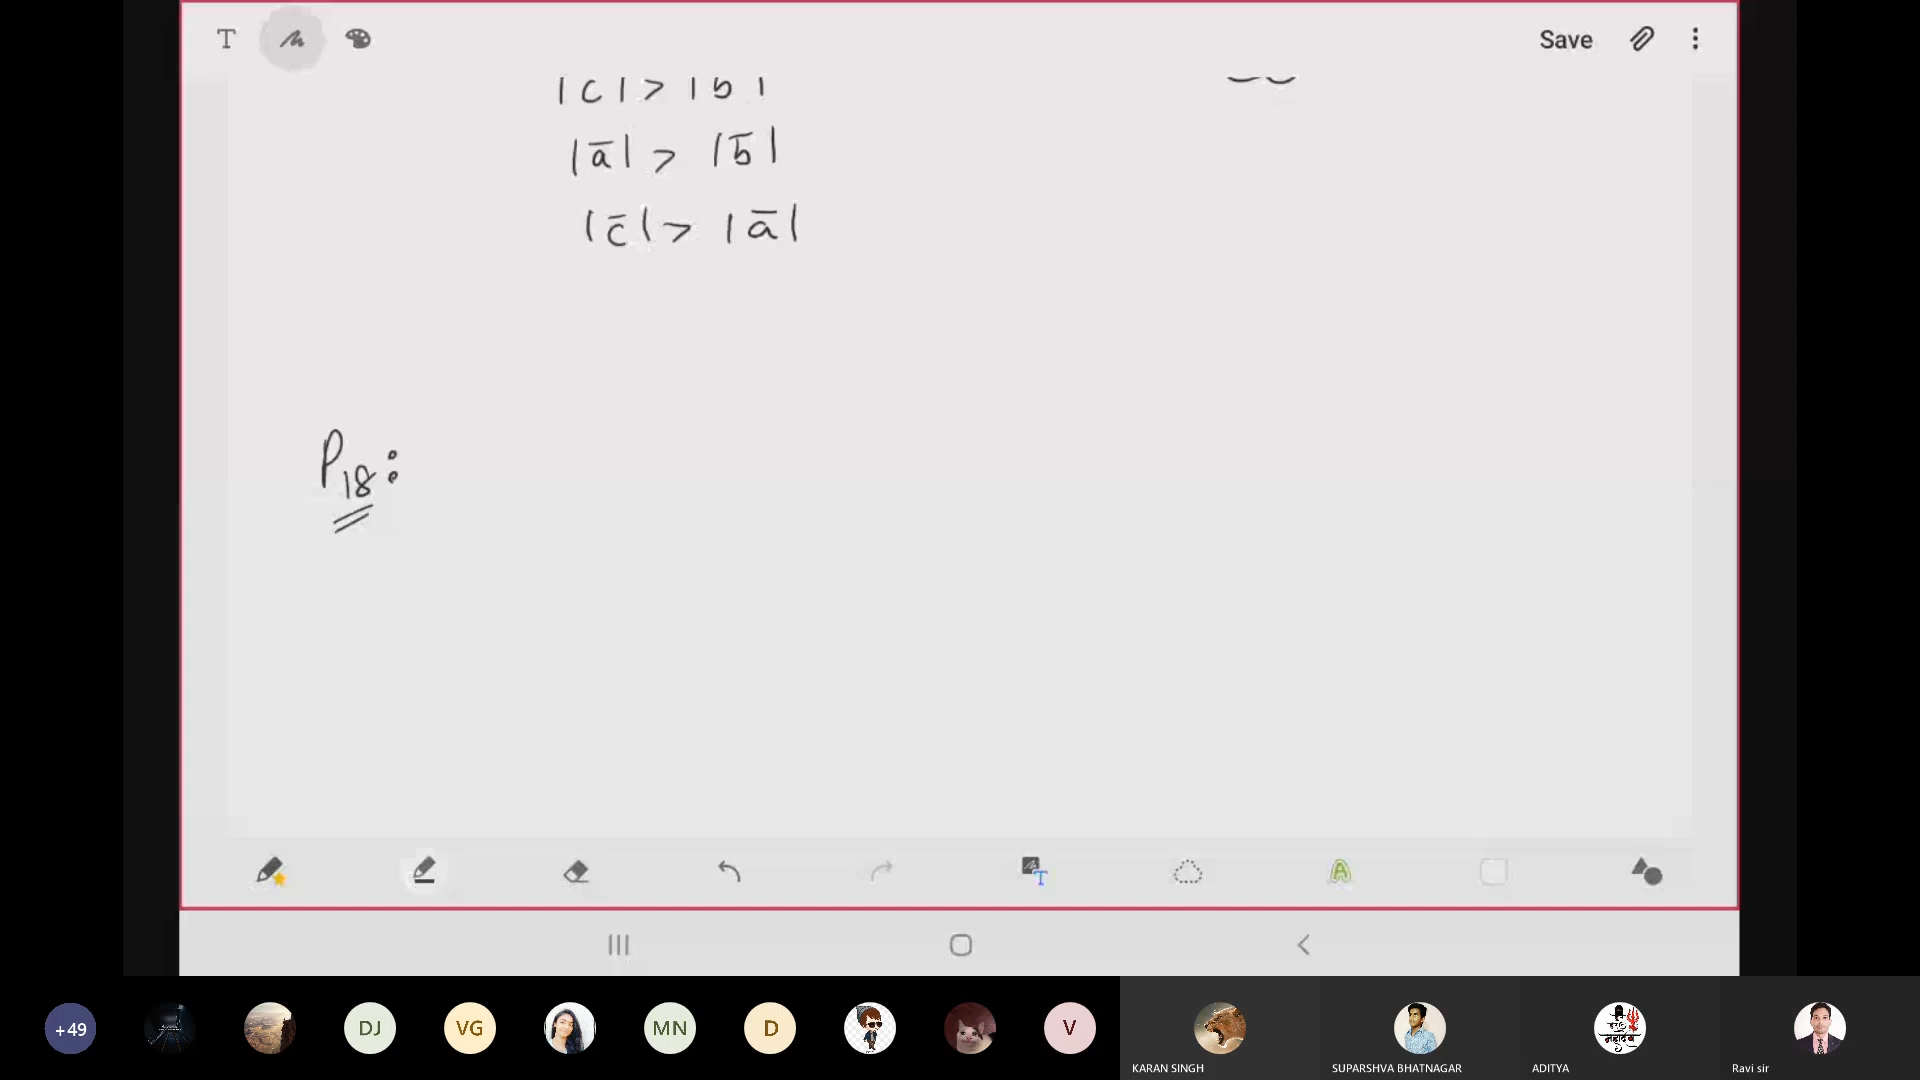 T Save
|c| > |b|
|a̅| > |b̅|
|c̅| > |a̅|
P₁₈:
T A
+49 DJ VG MN D V
KARAN SINGH SUPARSHVA BHATNAGAR ADITYA Ravi sir